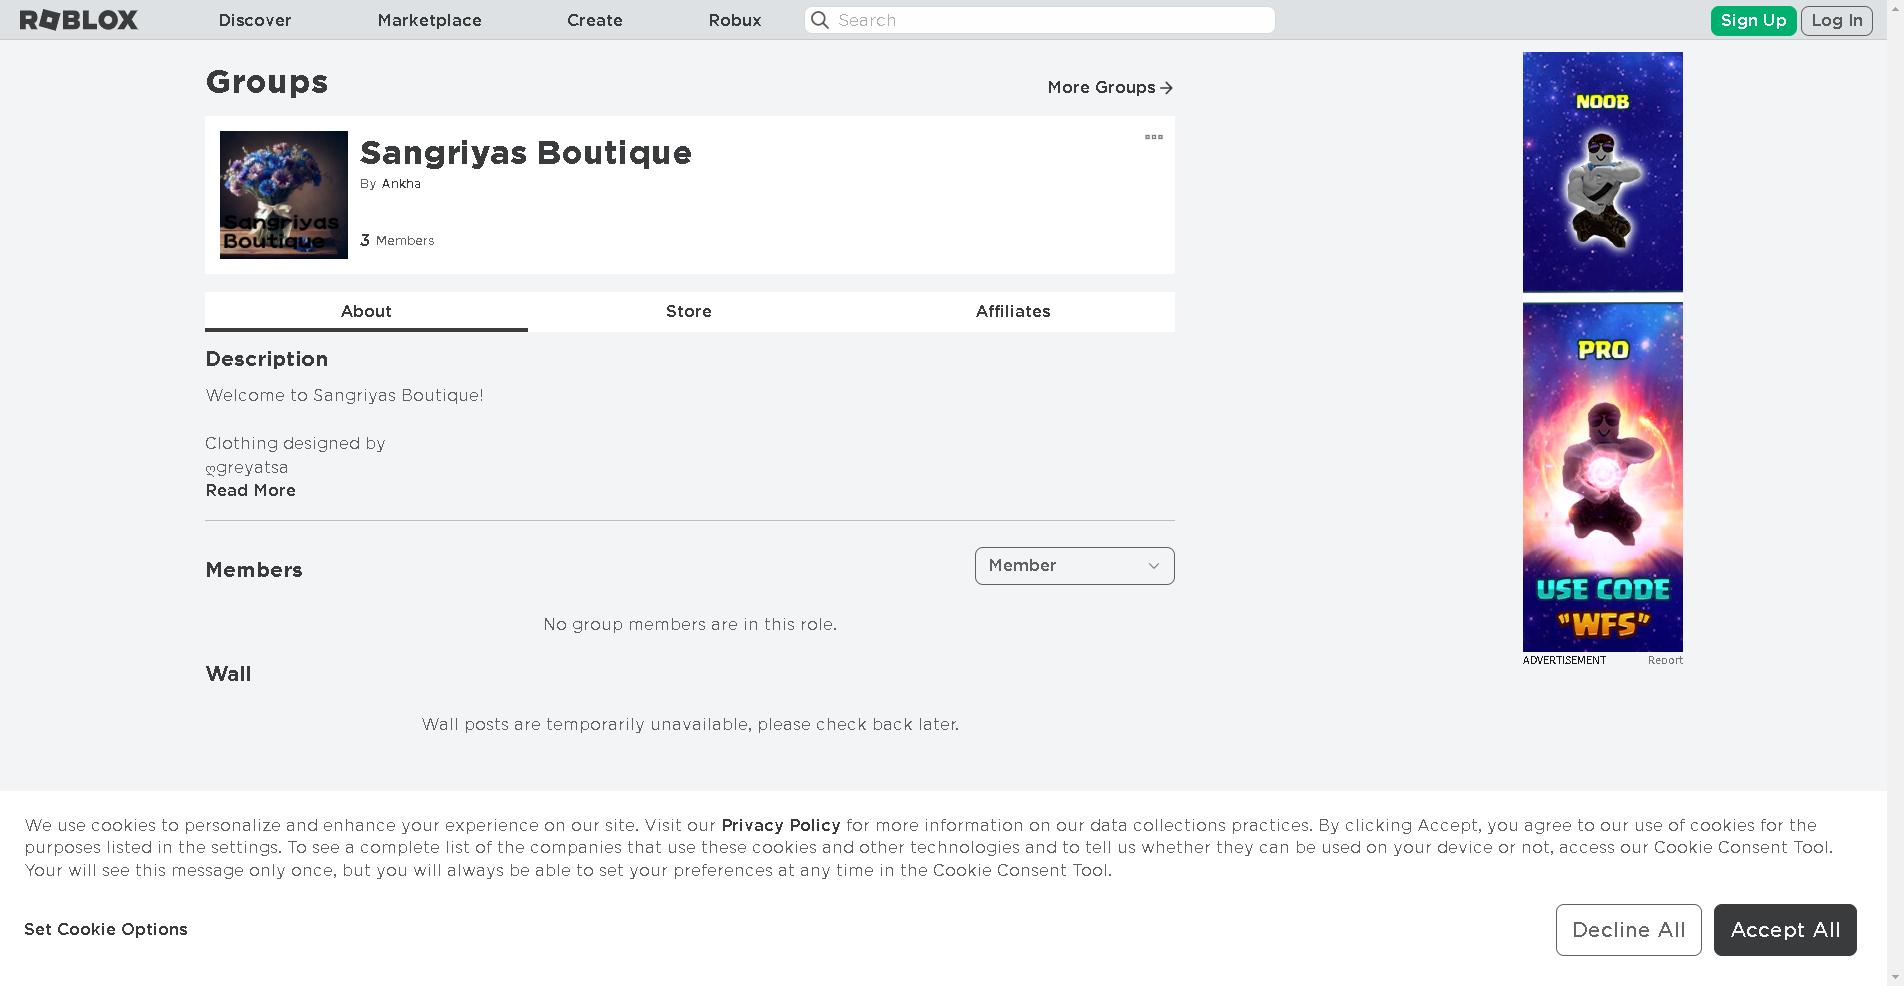 ROBLOX
Discover
Marketplace
Create
Robux
Search
Sign Up
Log In
Groups
More Groups
Sangriyas
Boutique
Sangriyas Boutique
By Ankha
3 Members
About
Store
Affiliates
Description
Welcome to Sangriyas Boutique!
Clothing designed by
ღgreyatsa
Read More
Members
Member
No group members are in this role.
Wall
Wall posts are temporarily unavailable, please check back later.
NOOB
PRO
USE CODE
"WFS"
ADVERTISEMENT
Report
We use cookies to personalize and enhance your experience on our site. Visit our Privacy Policy for more information on our data collections practices. By clicking Accept, you agree to our use of cookies for the
purposes listed in the settings. To see a complete list of the companies that use these cookies and other technologies and to tell us whether they can be used on your device or not, access our Cookie Consent Tool.
Your will see this message only once, but you will always be able to set your preferences at any time in the Cookie Consent Tool.
Set Cookie Options
Decline All
Accept All